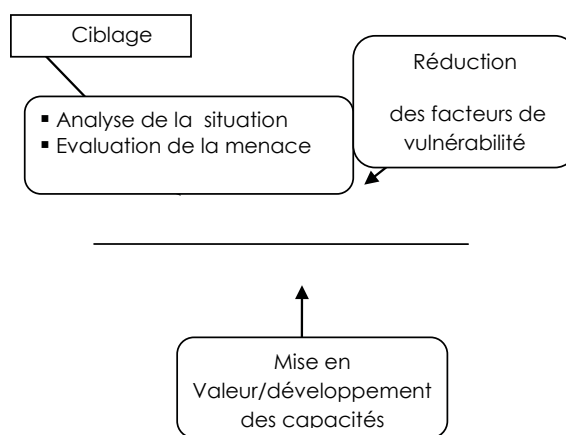 Ciblage
▪ Analyse de la situation
▪ Evaluation de la menace
Réduction
des facteurs de
vulnérabilité
Mise en
Valeur/développement
des capacités